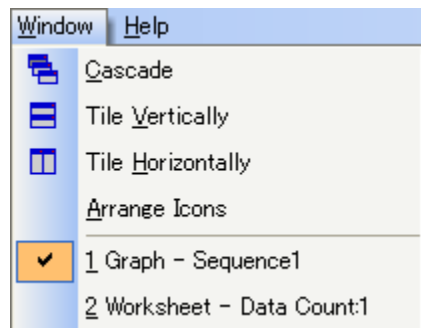 Window Help
Cascade
Tile Vertically
Tile Horizontally
Arrange Icons
1 Graph - Sequence1
2 Worksheet - Data Count:1